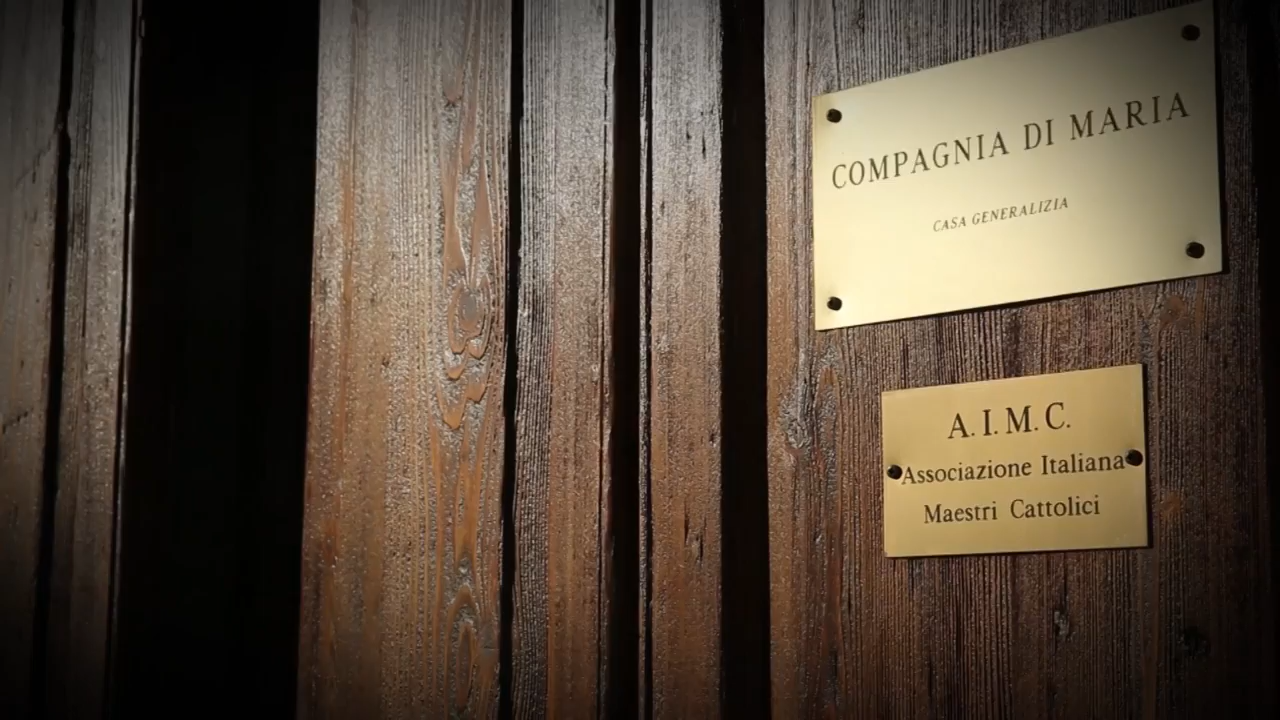 COMPAGNIA DI MARIA
CASA GENERALIZIA
A. I. M. C.
Associazione Italiana
Maestri Cattolici